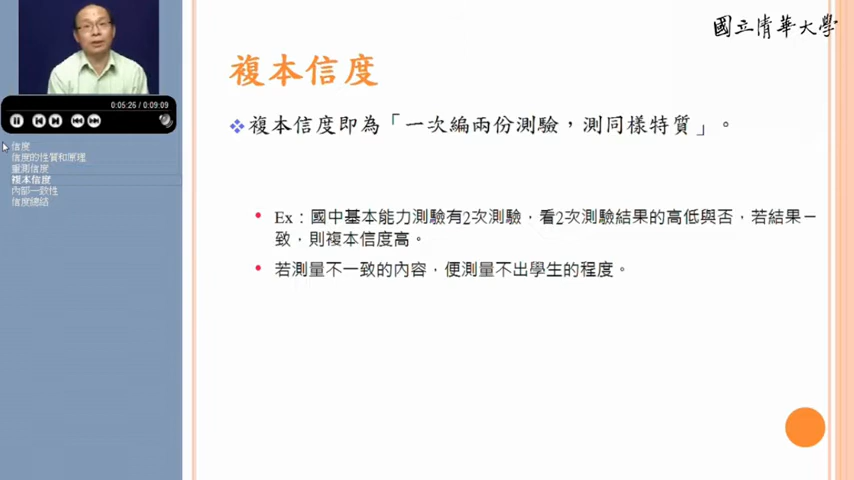 國立清華大學
0:05:26 / 0:09:09
信度
信度的性質和原理
重測信度
複本信度
內部一致性
信度總結
複本信度
複本信度即為「一次編兩份測驗，測同樣特質」。
Ex：國中基本能力測驗有2次測驗，看2次測驗結果的高低與否，若結果一
致，則複本信度高。
若測量不一致的內容，便測量不出學生的程度。